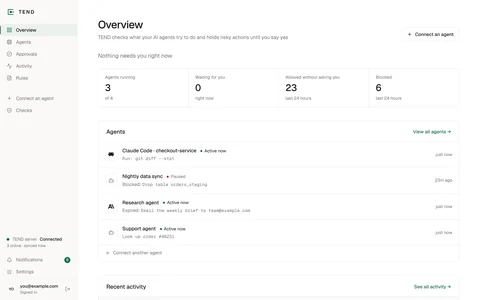 TEND
Overview
Agents
Approvals
Activity
Rules
Connect an agent
Checks
TEND server Connected
3 active · synced now
Notifications
Settings
YO
you@example.com
Signed in
Overview
TEND checks what your AI agents try to do and holds risky actions until you say yes
Connect an agent
Nothing needs you right now
Agents running
3
of 4
Waiting for you
0
right now
Allowed without asking you
23
last 24 hours
Blocked
6
last 24 hours
Agents
View all agents →
Claude Code · checkout-service Active now
Run: git diff --stat
just now
Nightly data sync Paused
Blocked: Drop table orders_staging
23m ago
Research agent Active now
Expired: Email the weekly brief to team@example.com
just now
Support agent Active now
Look up order
just now
Connect another agent
Recent activity
See all activity →